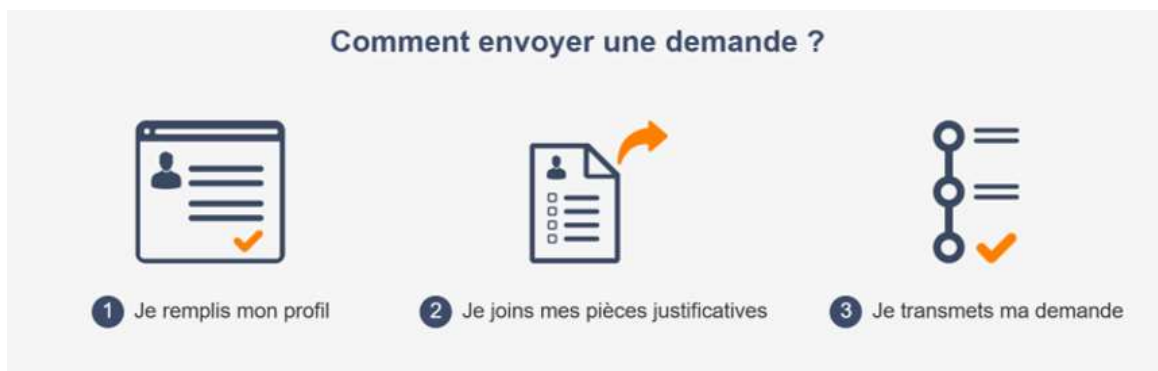 Comment envoyer une demande ?
1 Je remplis mon profil
2 Je joins mes pièces justificatives
3 Je transmets ma demande